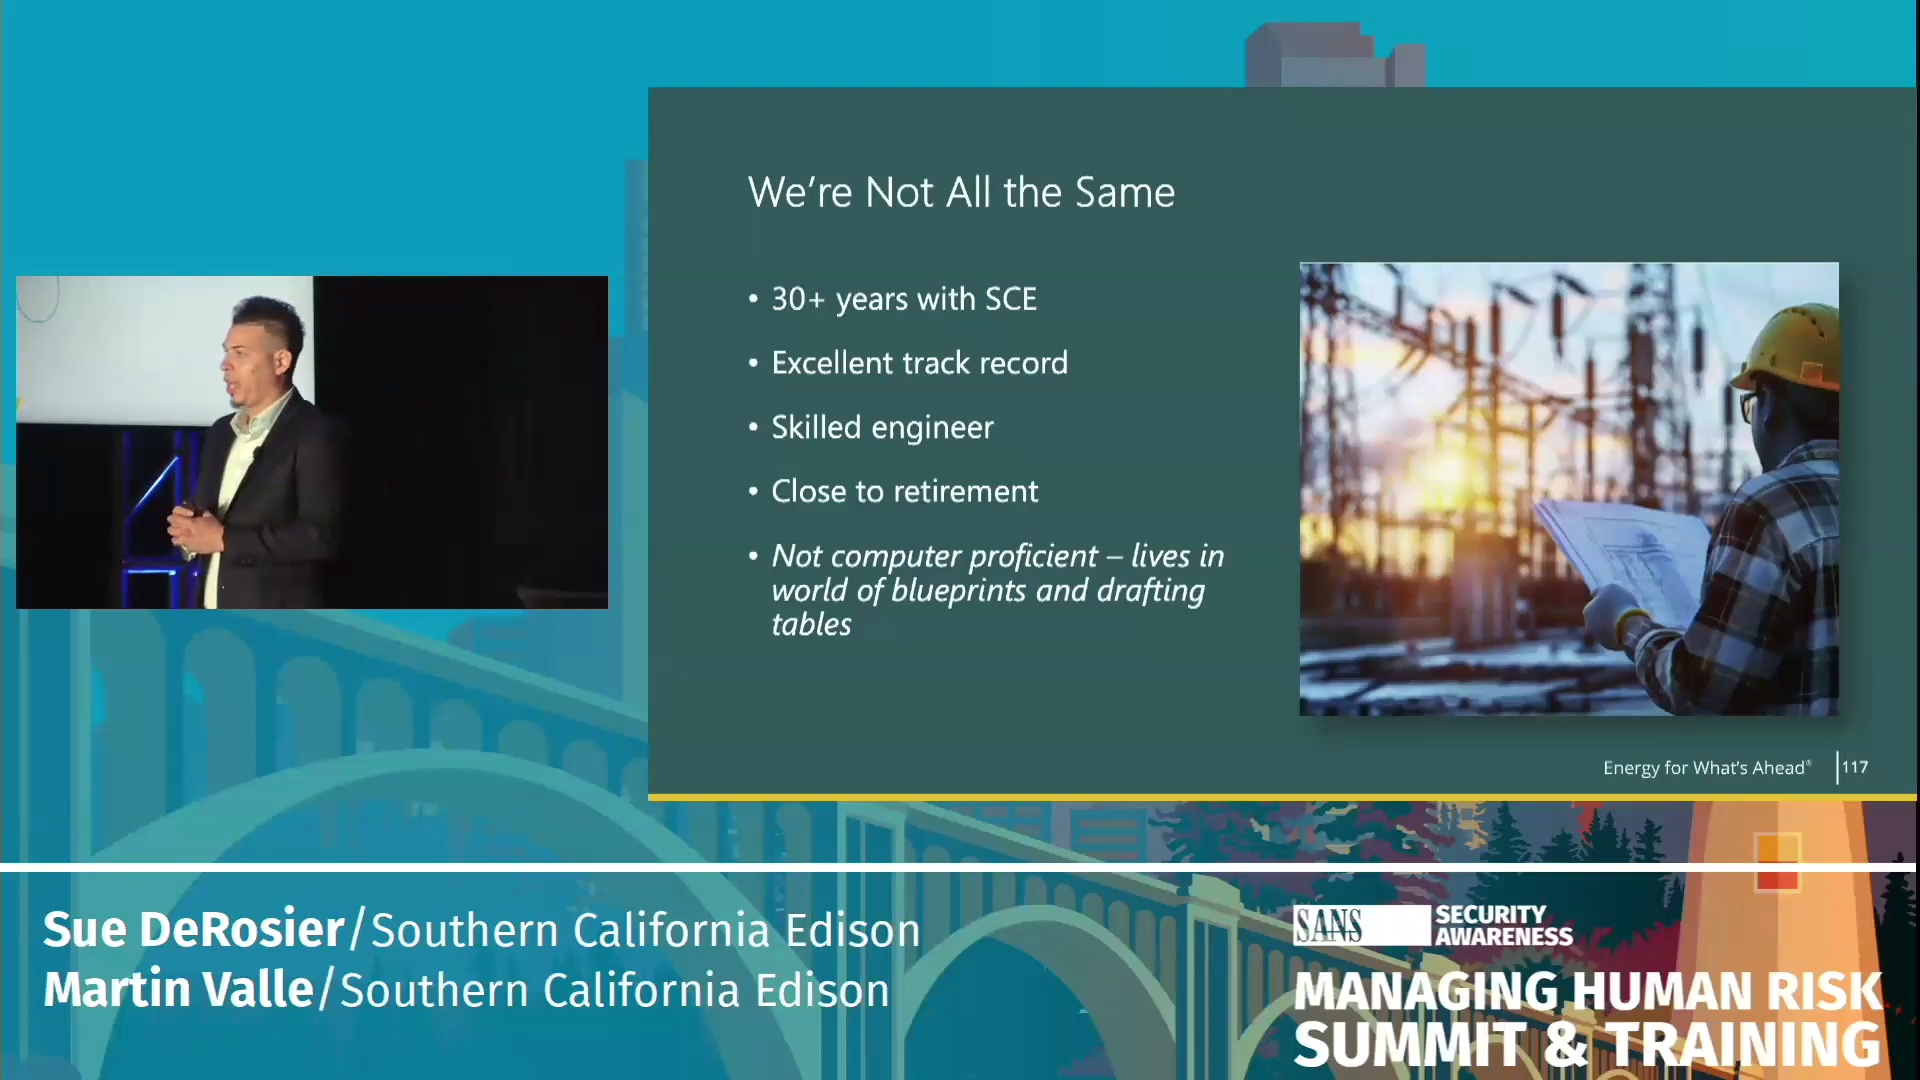 We're Not All the Same
• 30+ years with SCE
• Excellent track record
• Skilled engineer
• Close to retirement
• Not computer proficient – lives in
world of blueprints and drafting
tables
Energy for What's Ahead®
117
Sue DeRosier/Southern California Edison
Martin Valle/Southern California Edison
SANS
SECURITY
AWARENESS
MANAGING HUMAN RISK
SUMMIT & TRAINING